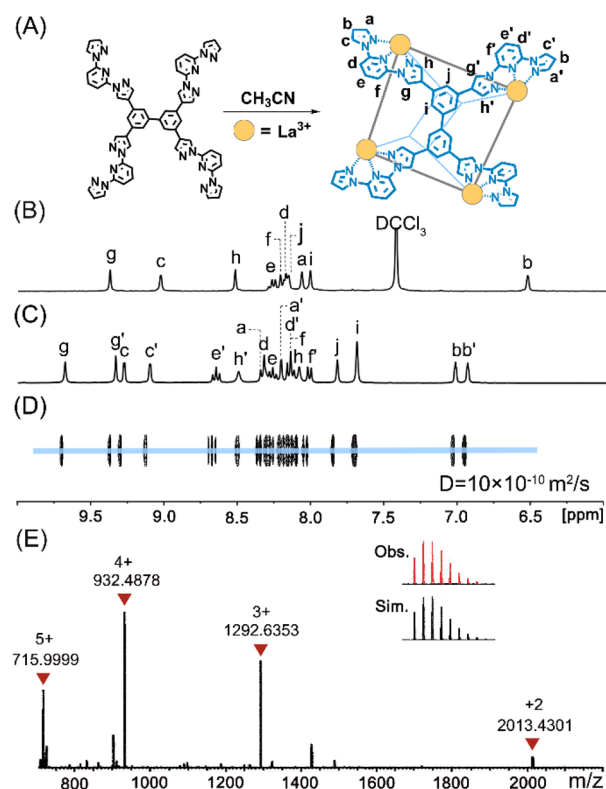 (A)
CH3CN
= La³⁺
N N N N N
b a
c
d
e f g h
i j
g' h'
f' e' d' c' b a'
(B)
g c h f e d j a i DCCl₃ b
(C)
g g' c c' e' h' a d e a' d' f h f' j i bb'
(D)
D=10×10⁻¹⁰ m²/s
9.5 9.0 8.5 8.0 7.5 7.0 6.5 [ppm]
(E)
5+
715.9999
4+
932.4878
3+
1292.6353
+2
2013.4301
Obs.
Sim.
800 1000 1200 1400 1600 1800 2000 m/z